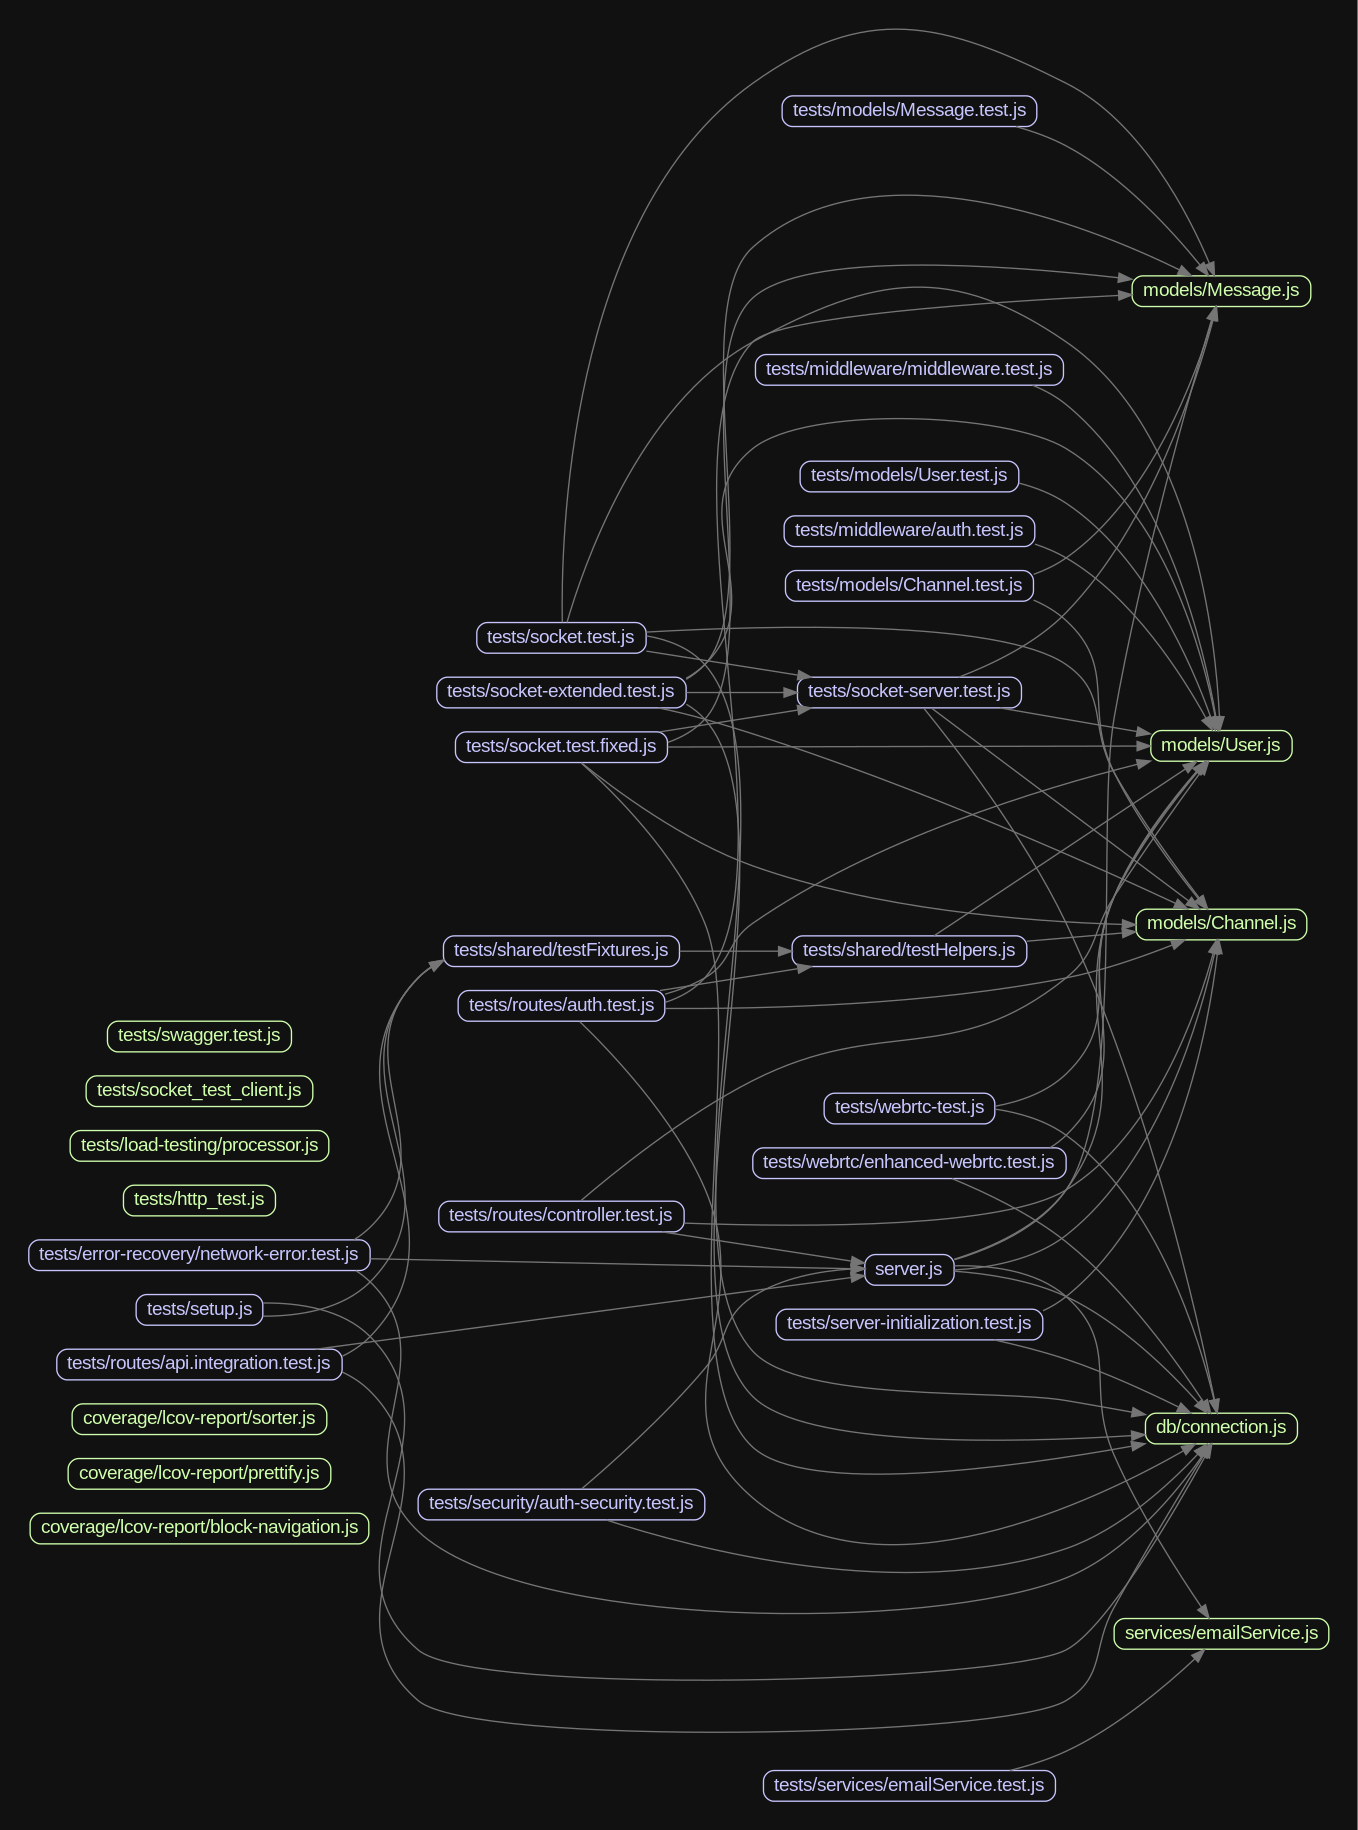 tests/models/Message.test.js
models/Message.js
tests/middleware/middleware.test.js
tests/models/User.test.js
tests/middleware/auth.test.js
tests/models/Channel.test.js
tests/socket.test.js
tests/socket-extended.test.js
tests/socket-server.test.js
tests/socket.test.fixed.js
models/User.js
models/Channel.js
tests/shared/testFixtures.js
tests/shared/testHelpers.js
tests/routes/auth.test.js
tests/swagger.test.js
tests/socket_test_client.js
tests/webrtc-test.js
tests/load-testing/processor.js
tests/webrtc/enhanced-webrtc.test.js
tests/http_test.js
tests/routes/controller.test.js
tests/error-recovery/network-error.test.js
server.js
tests/setup.js
tests/server-initialization.test.js
tests/routes/api.integration.test.js
coverage/lcov-report/sorter.js
db/connection.js
coverage/lcov-report/prettify.js
tests/security/auth-security.test.js
coverage/lcov-report/block-navigation.js
services/emailService.js
tests/services/emailService.test.js